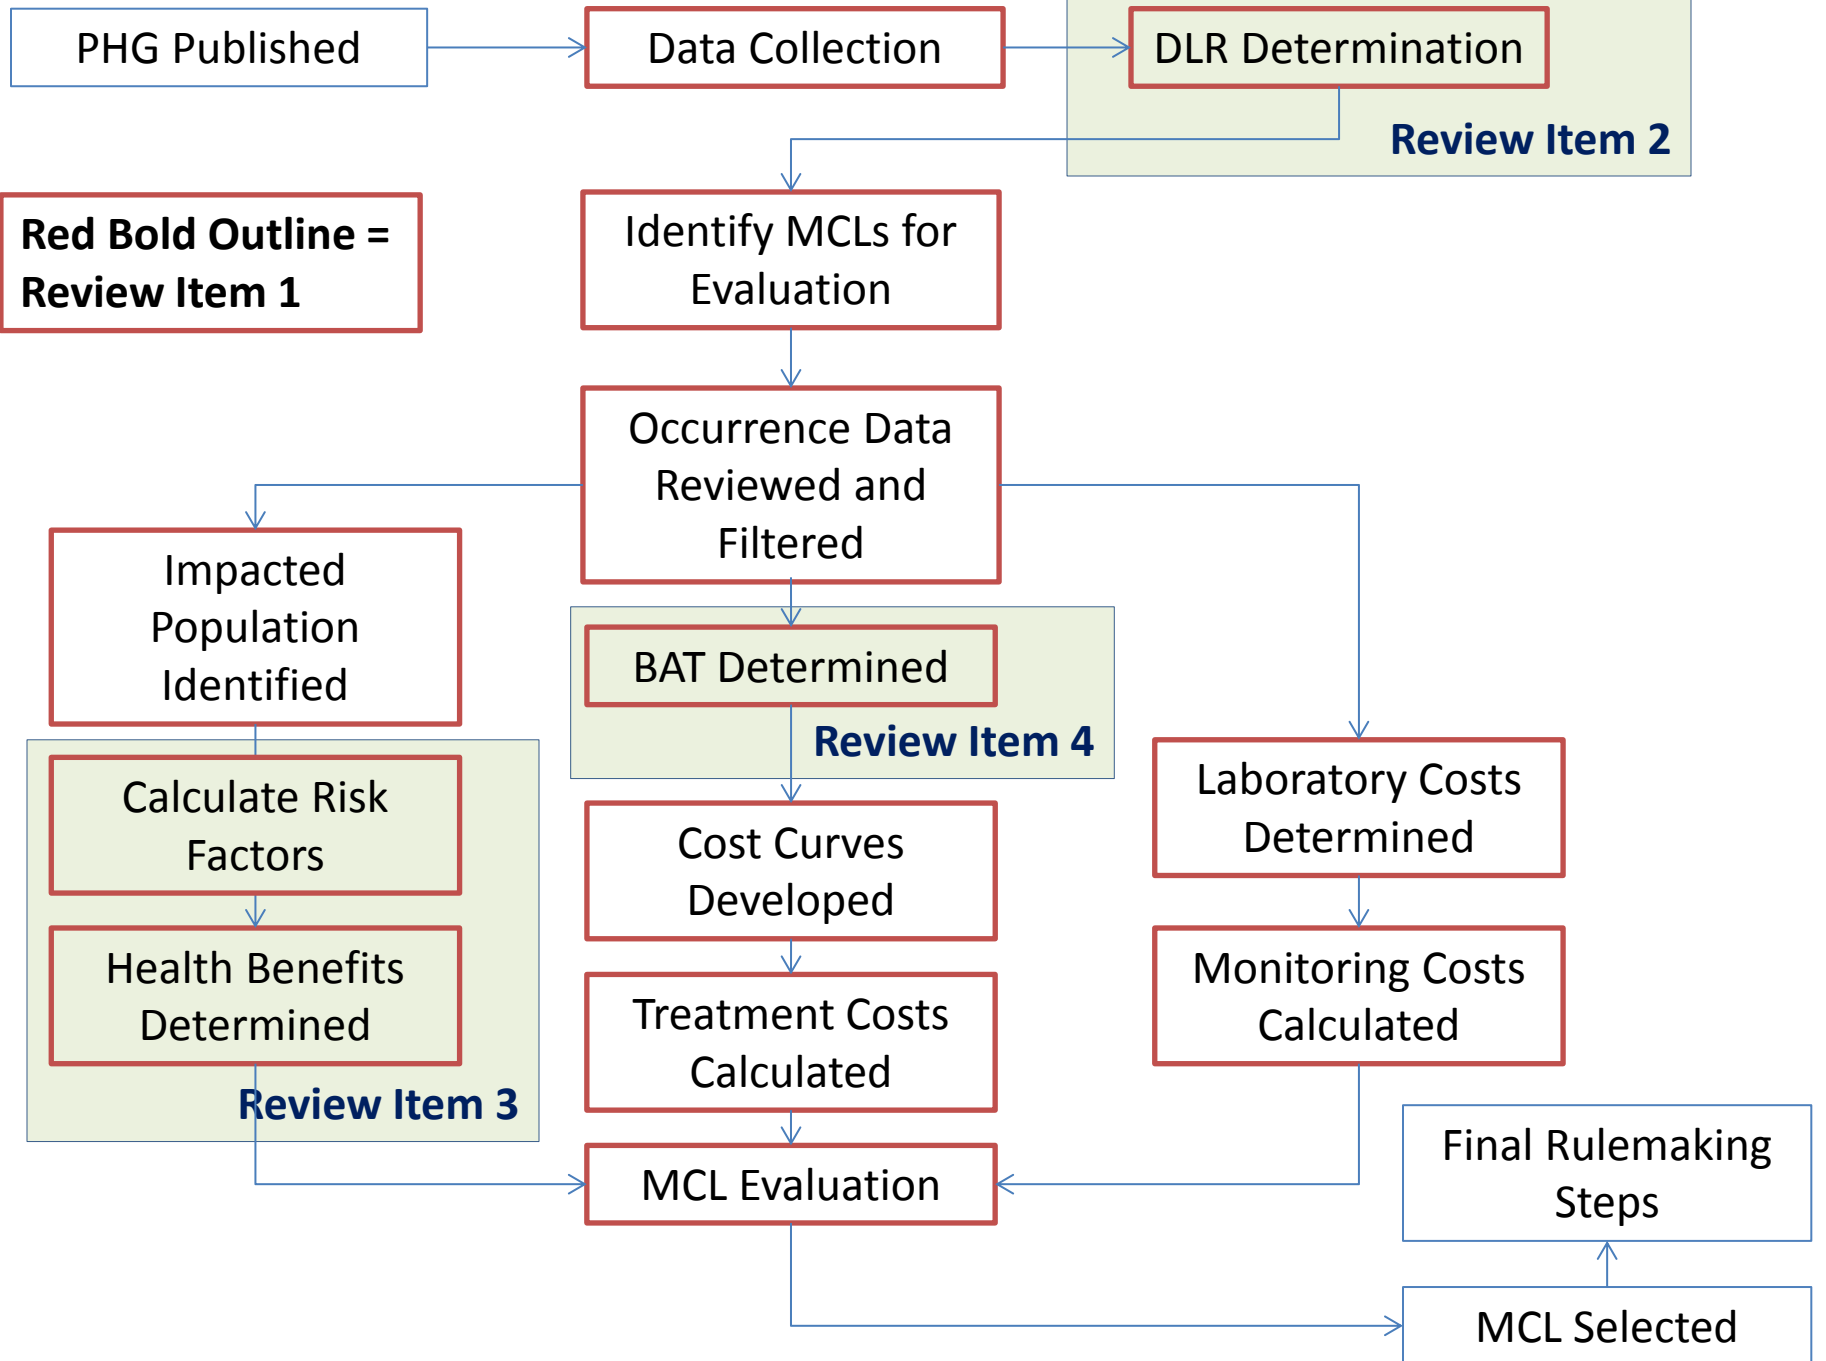 PHG Published
Data Collection
DLR Determination
Review Item 2
Red Bold Outline =
Review Item 1
Identify MCLs for
Evaluation
Occurrence Data
Reviewed and
Filtered
Impacted
Population
Identified
BAT Determined
Review Item 4
Calculate Risk
Factors
Health Benefits
Determined
Review Item 3
Cost Curves
Developed
Treatment Costs
Calculated
Laboratory Costs
Determined
Monitoring Costs
Calculated
MCL Evaluation
Final Rulemaking
Steps
MCL Selected